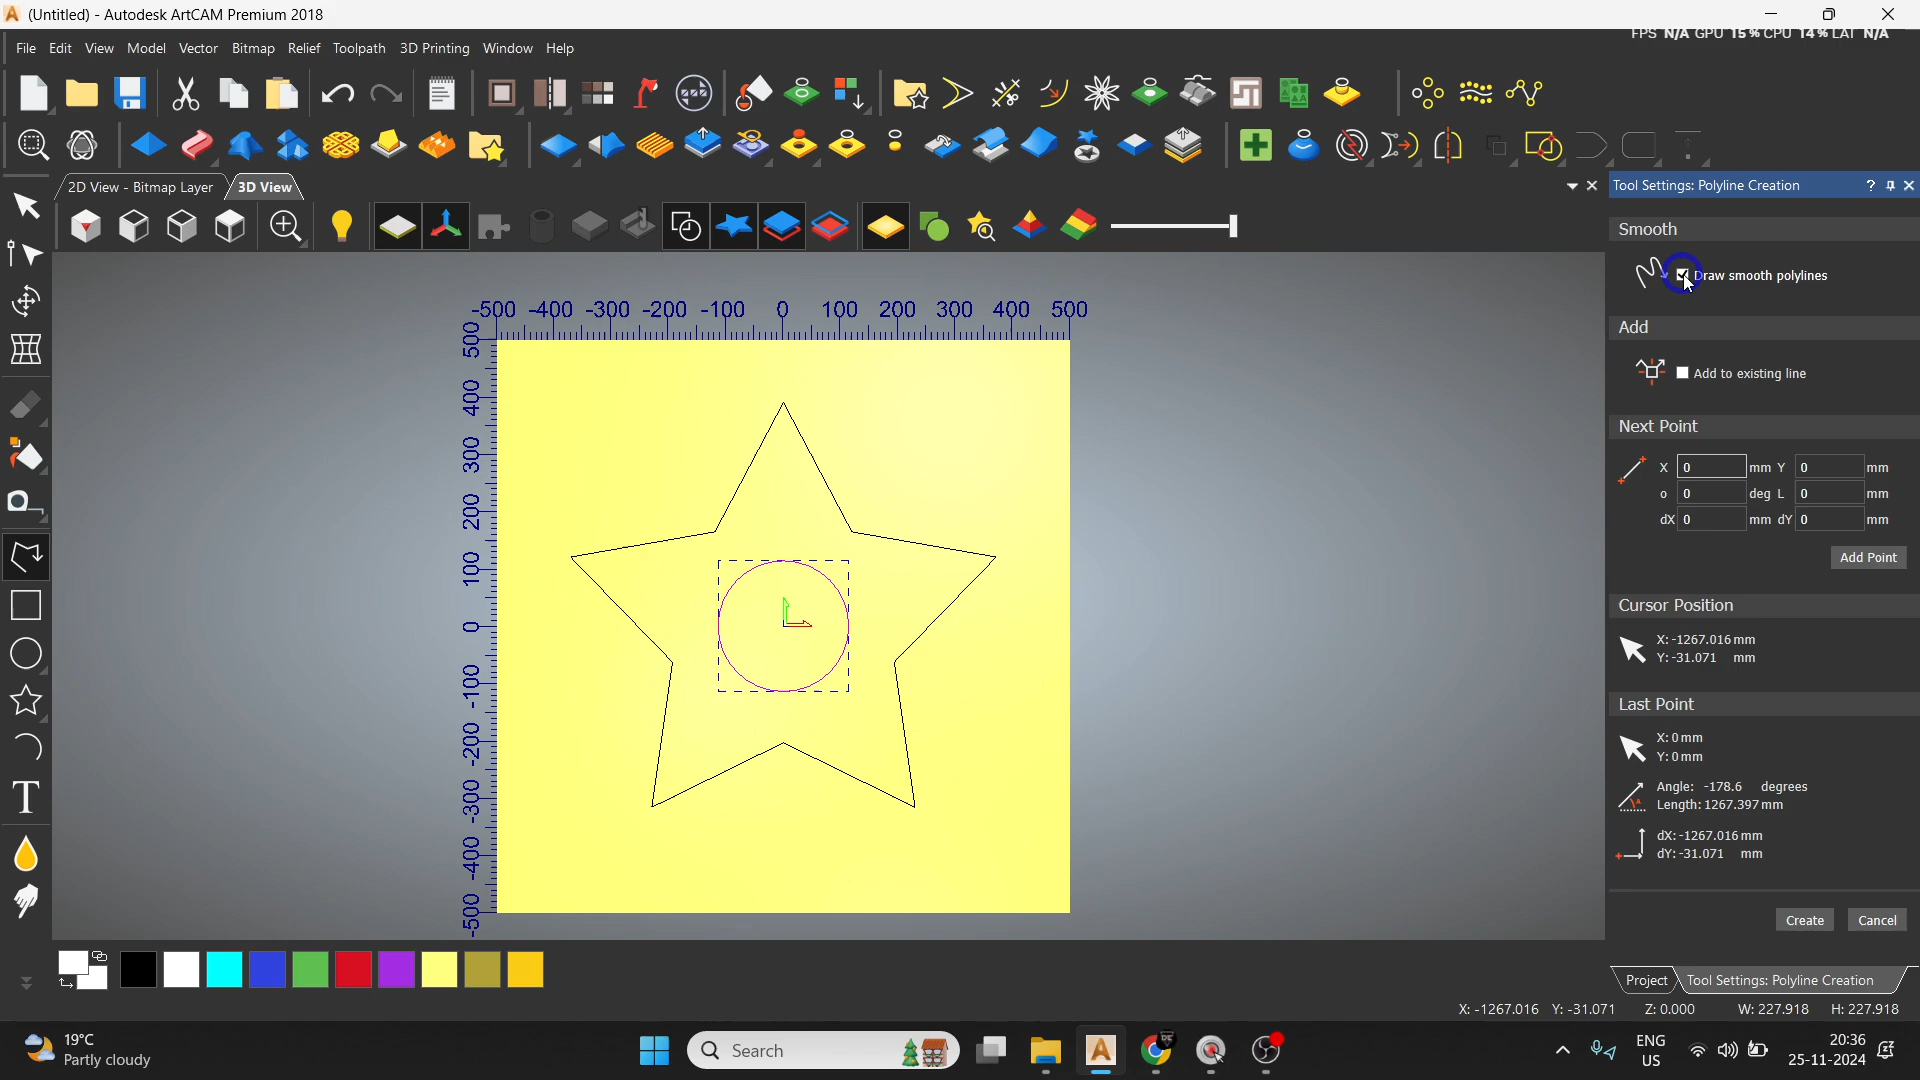 (Untitled) - Autodesk ArtCAM Premium 2018
FPS N/A GPU 15% CPU 14% LAT N/A
File Edit View Model Vector Bitmap Relief Toolpath 3D Printing Window Help
2D View - Bitmap Layer 3D View
Tool Settings: Polyline Creation
Smooth
Draw smooth polylines
Add
Add to existing line
Next Point
X 0 mm Y 0 mm
o 0 deg L 0 mm
dX 0 mm dY 0 mm
Add Point
Cursor Position
X: -1267.016 mm
Y: -31.071 mm
Last Point
X: 0 mm
Y: 0 mm
Angle: -178.6 degrees
Length: 1267.397 mm
dX: -1267.016 mm
dY: -31.071 mm
Create Cancel
Project Tool Settings: Polyline Creation
-500 -400 -300 -200 -100 0 100 200 300 400 500
500
400
300
200
100
0
-100
-200
-300
-400
-500
T
X: -1267.016 Y: -31.071 Z: 0.000 W: 227.918 H: 227.918
19°C
Partly cloudy
Search
DE
ENG
US
20:36
25-11-2024